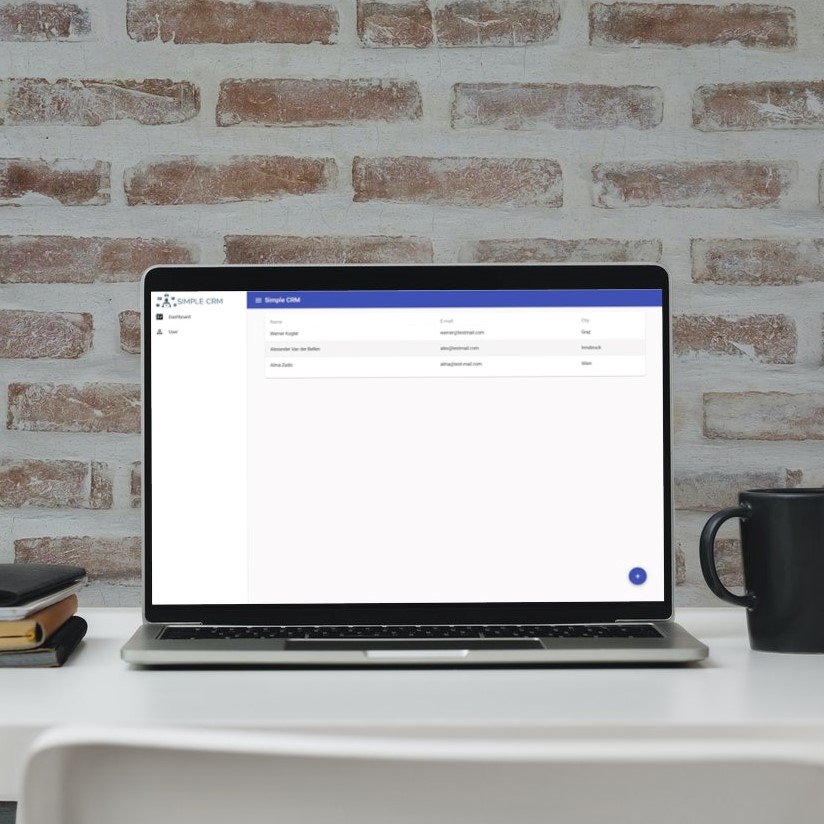 SIMPLE CRM
Simple CRM
Dashboard
User
Name E-mail City
Werner Kogler werner@testmail.com Graz
Alexander Van der Bellen alex@testmail.com Innsbruck
Alma Zadic alma@test.mail.com Wien
+